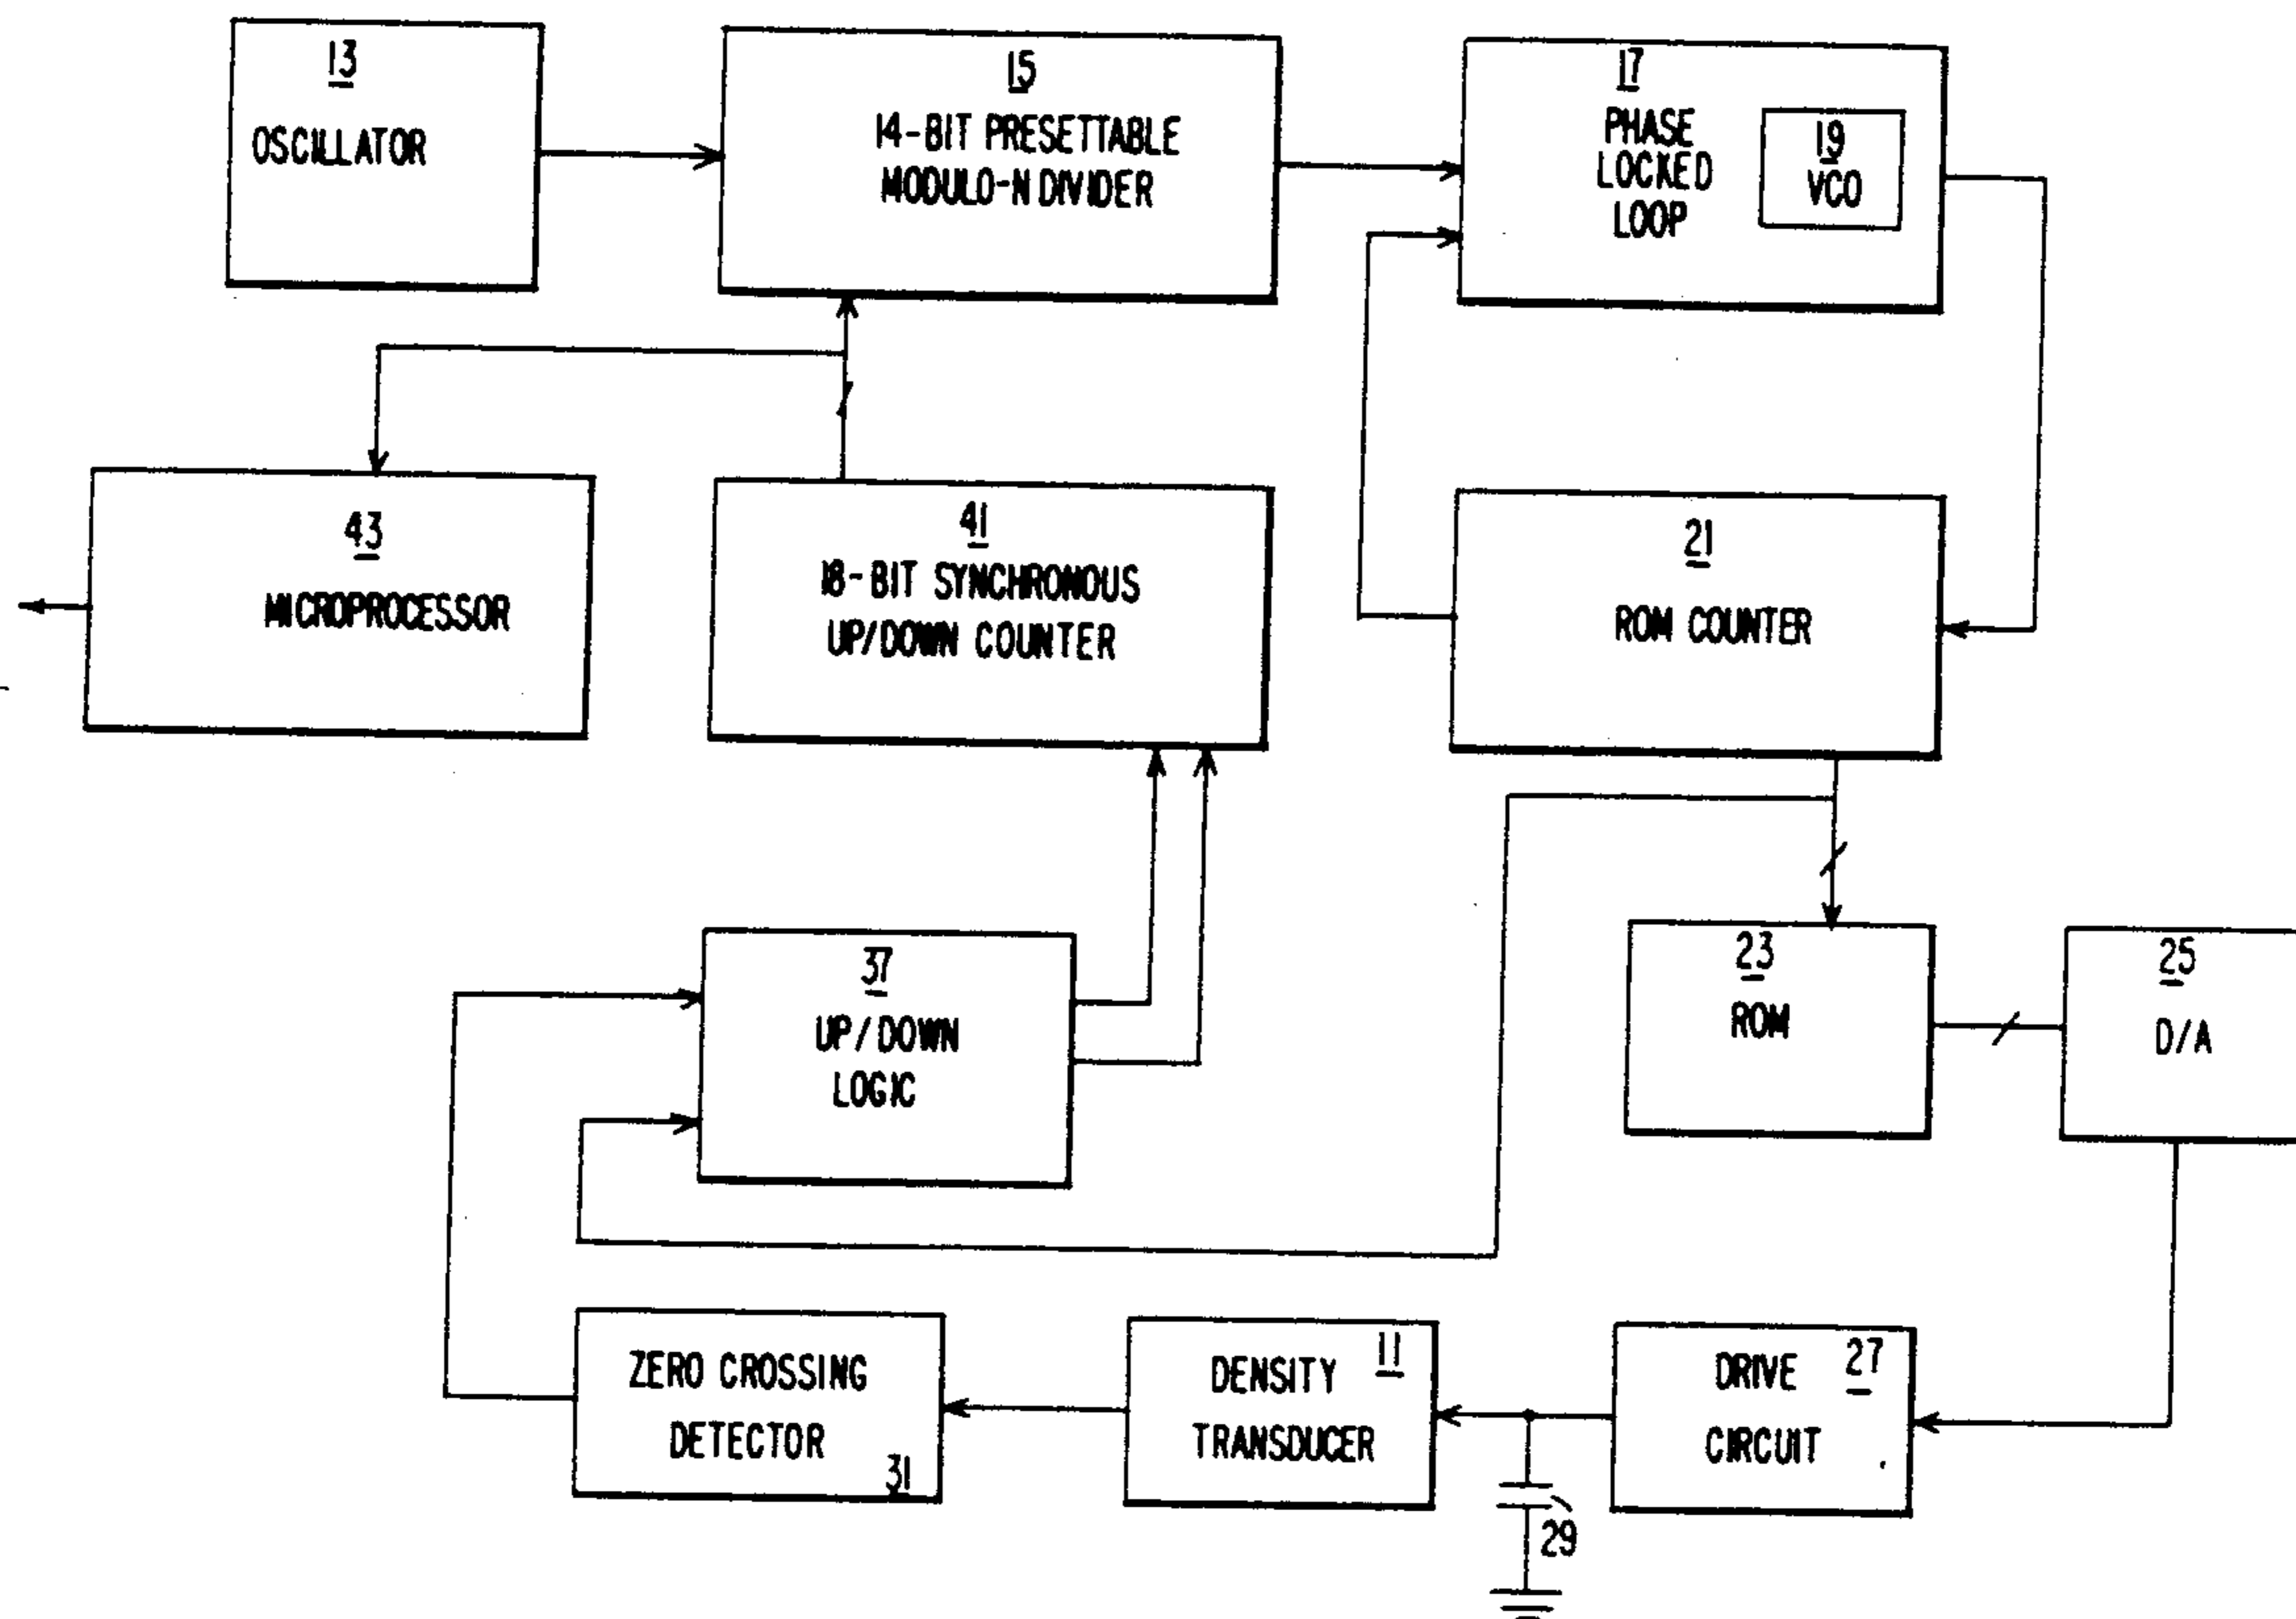 13
OSCILLATOR
15
14-BIT PRESETTABLE
MODULO-N DIVIDER
17
PHASE
LOCKED
LOOP
19
VCO
43
MICROPROCESSOR
41
18-BIT SYNCHRONOUS
UP/DOWN COUNTER
21
ROM COUNTER
37
UP/DOWN
LOGIC
23
ROM
25
D/A
ZERO CROSSING
DETECTOR
31
11
DENSITY
TRANSDUCER
DRIVE 27
CIRCUIT
29